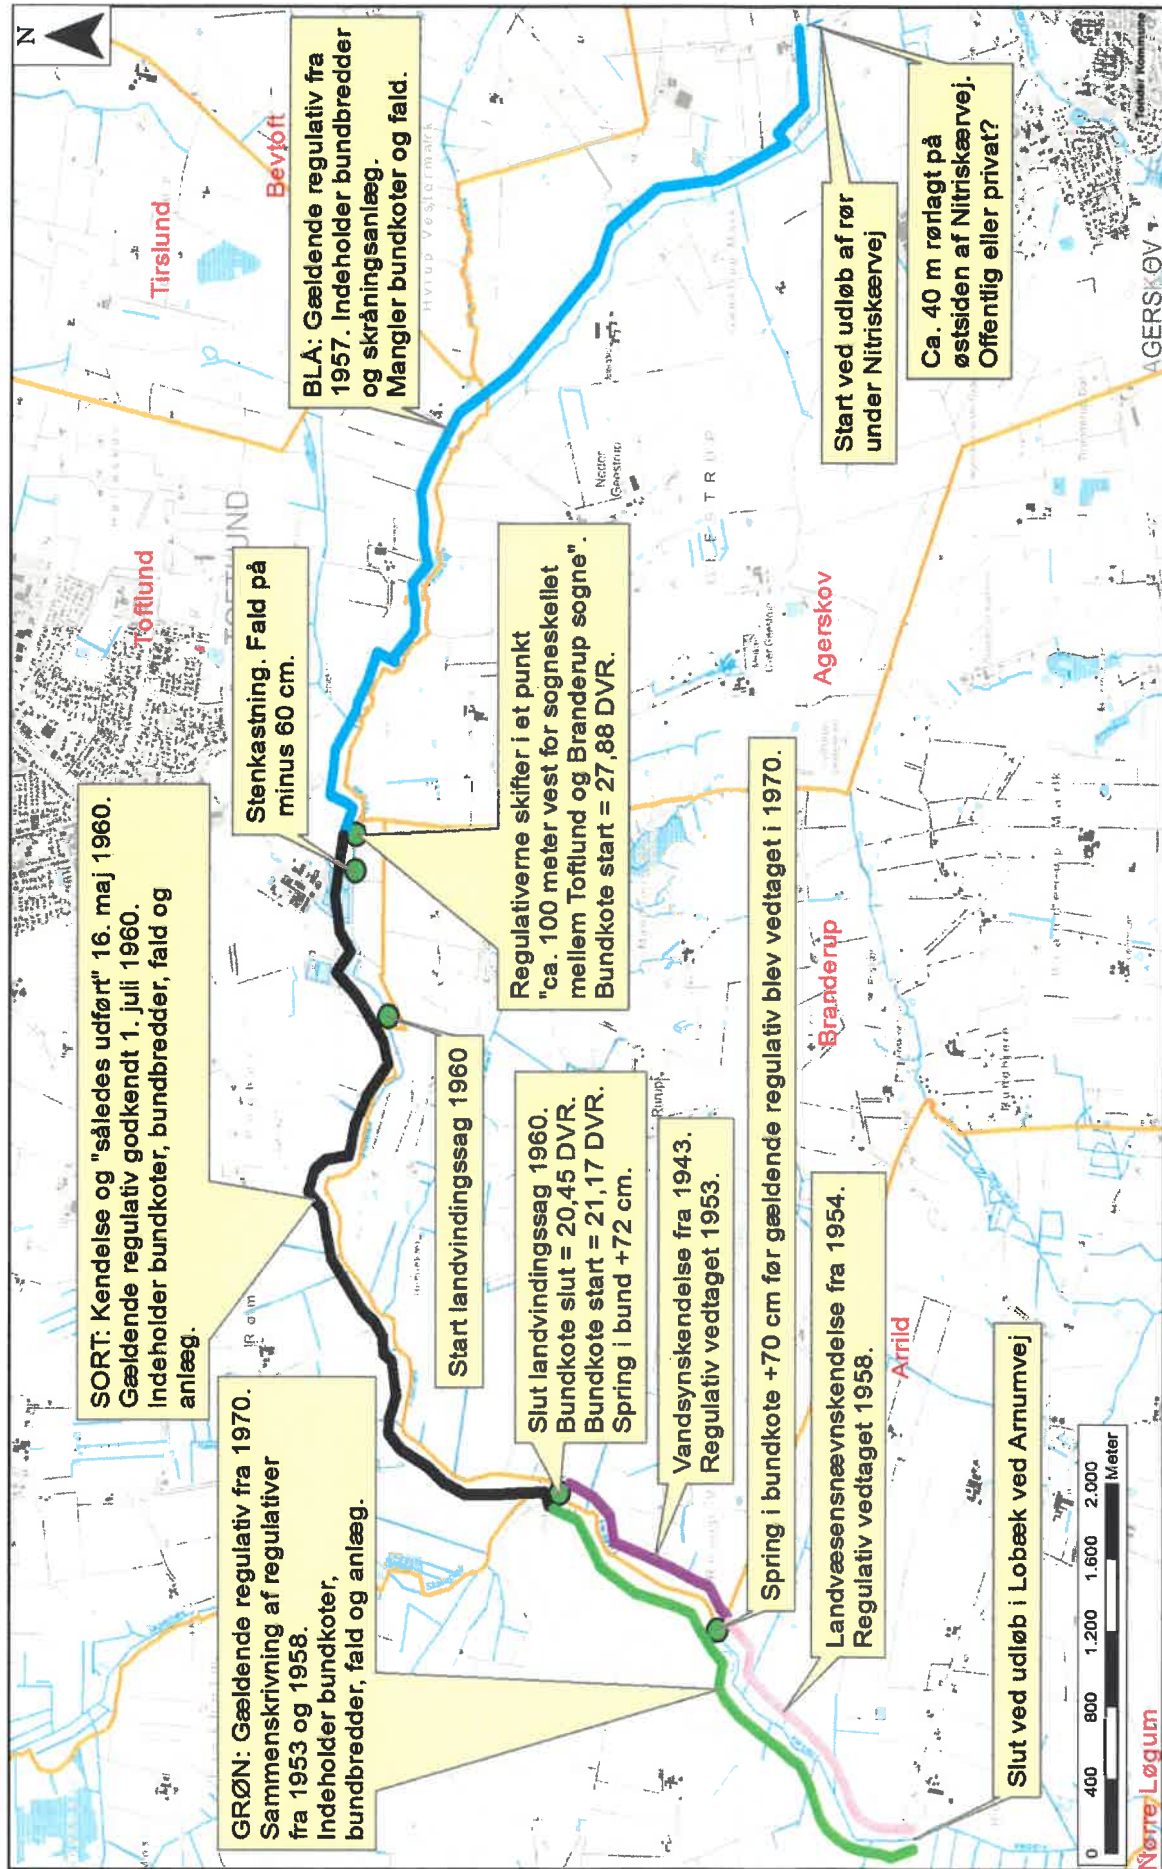 N
Tirslund
Bevtoft
Toftlund
SORT: Kendelse og "således udført" 16. maj 1960.
Gældende regulativ godkendt 1. juli 1960.
Indeholder bundkoter, bundbredder, fald og
anlæg.
Stenkastning. Fald på
minus 60 cm.
BLÅ: Gældende regulativ fra
1957. Indeholder bundbredder
og skråningsanlæg.
Mangler bundkoter og fald.
Hvirup Vestermark
GRØN: Gældende regulativ fra 1970.
Sammenskrivning af regulativer
fra 1953 og 1958.
Indeholder bundkoter,
bundbredder, fald og anlæg.
Start landvindingssag 1960
Regulativerne skifter i et punkt
"ca. 100 meter vest for sogneskellet
mellem Toftlund og Branderup sogne".
Bundkote start = 27,88 DVR.
Neder
Geestrup
Slut landvindingssag 1960.
Bundkote slut = 20,45 DVR.
Bundkote start = 21,17 DVR.
Spring i bund +72 cm.
Rurup
Vandsynskendelse fra 1943.
Regulativ vedtaget 1953.
Spring i bundkote +70 cm før gældende regulativ blev vedtaget i 1970.
Landvæsensnævnskendelse fra 1954.
Regulativ vedtaget 1958.
Start ved udløb af rør
under Nitriskærvej
Ca. 40 m rørlagt på
østsiden af Nitriskærvej.
Offentlig eller privat?
Agerskov
Branderup
Arrild
Slut ved udløb i Lobæk ved Arnumvej
AGERSKOV
Tønder Kommune
0 400 800 1.200 1.600 2.000
Meter
Nørre Løgum